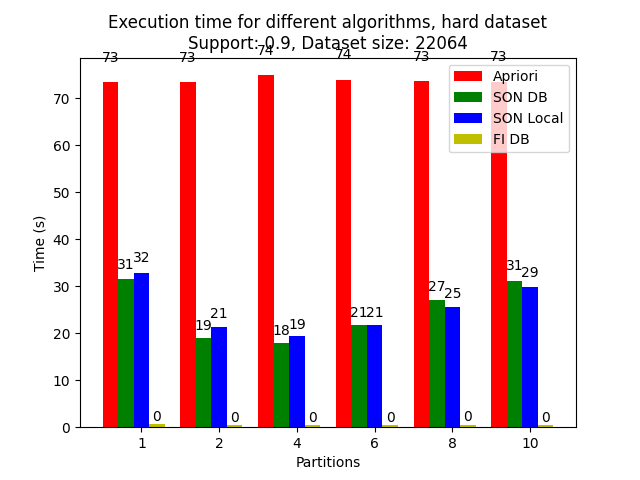 Execution time for different algorithms, hard dataset
Support: 0.9, Dataset size: 22064
73 73 74 74 73 73
Apriori
SON DB
SON Local
FI DB
70
60
50
40
30
20
10
0
Time (s)
31 32 19 21 18 19 21 21 27 25 31 29
0 0 0 0 0 0
1 2 4 6 8 10
Partitions